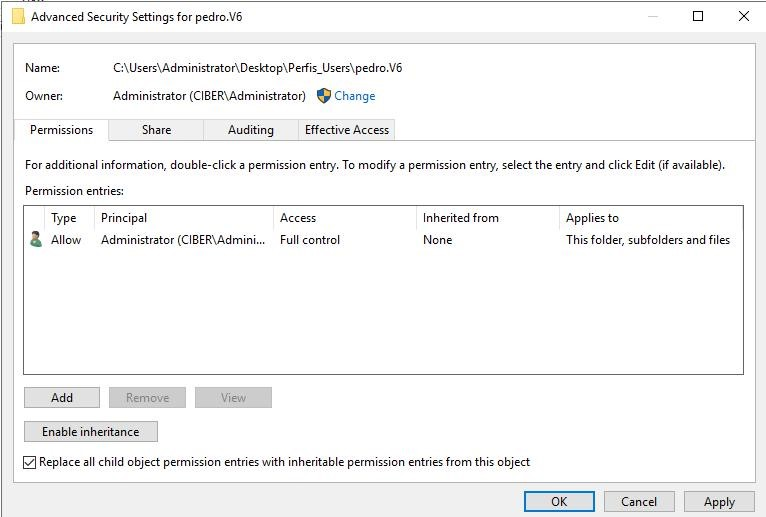 Advanced Security Settings for pedro.V6
Name: C:\Users\Administrator\Desktop\Perfis_Users\pedro.V6
Owner: Administrator (CIBER\Administrator) Change
Permissions Share Auditing Effective Access
For additional information, double-click a permission entry. To modify a permission entry, select the entry and click Edit (if available).
Permission entries:
Type Principal Access Inherited from Applies to
Allow Administrator (CIBER\Admini... Full control None This folder, subfolders and files
Add Remove View
Enable inheritance
Replace all child object permission entries with inheritable permission entries from this object
OK Cancel Apply